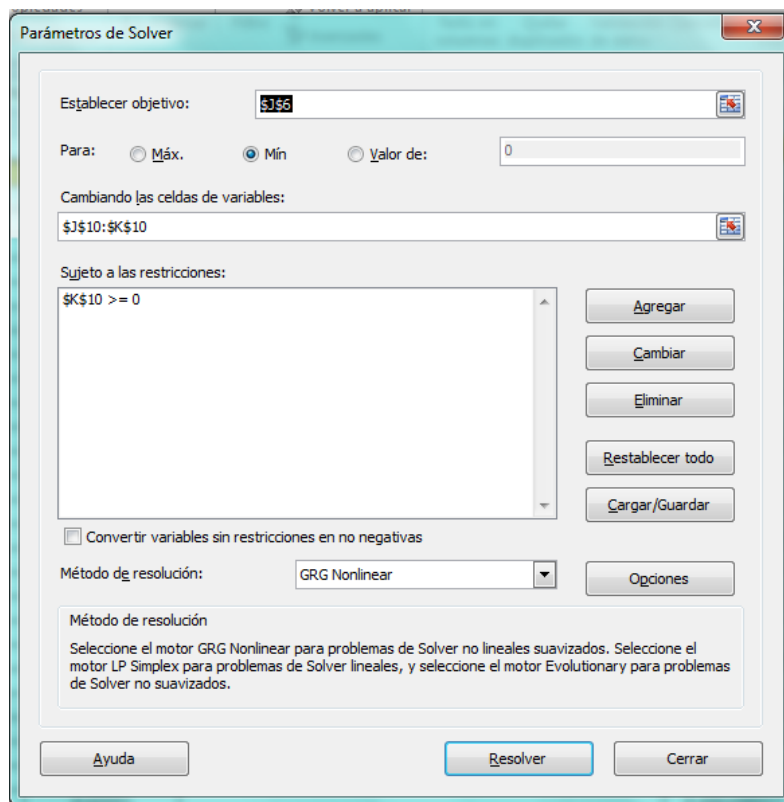 Volver a aplicar
Parámetros de Solver
Establecer objetivo:
$J$6
Para:
Máx.
Mín
Valor de:
0
Cambiando las celdas de variables:
$J$10:$K$10
Sujeto a las restricciones:
$K$10 >= 0
Agregar
Cambiar
Eliminar
Restablecer todo
Cargar/Guardar
Convertir variables sin restricciones en no negativas
Método de resolución:
GRG Nonlinear
Opciones
Método de resolución
Seleccione el motor GRG Nonlinear para problemas de Solver no lineales suavizados. Seleccione el
motor LP Simplex para problemas de Solver lineales, y seleccione el motor Evolutionary para problemas
de Solver no suavizados.
Ayuda
Resolver
Cerrar